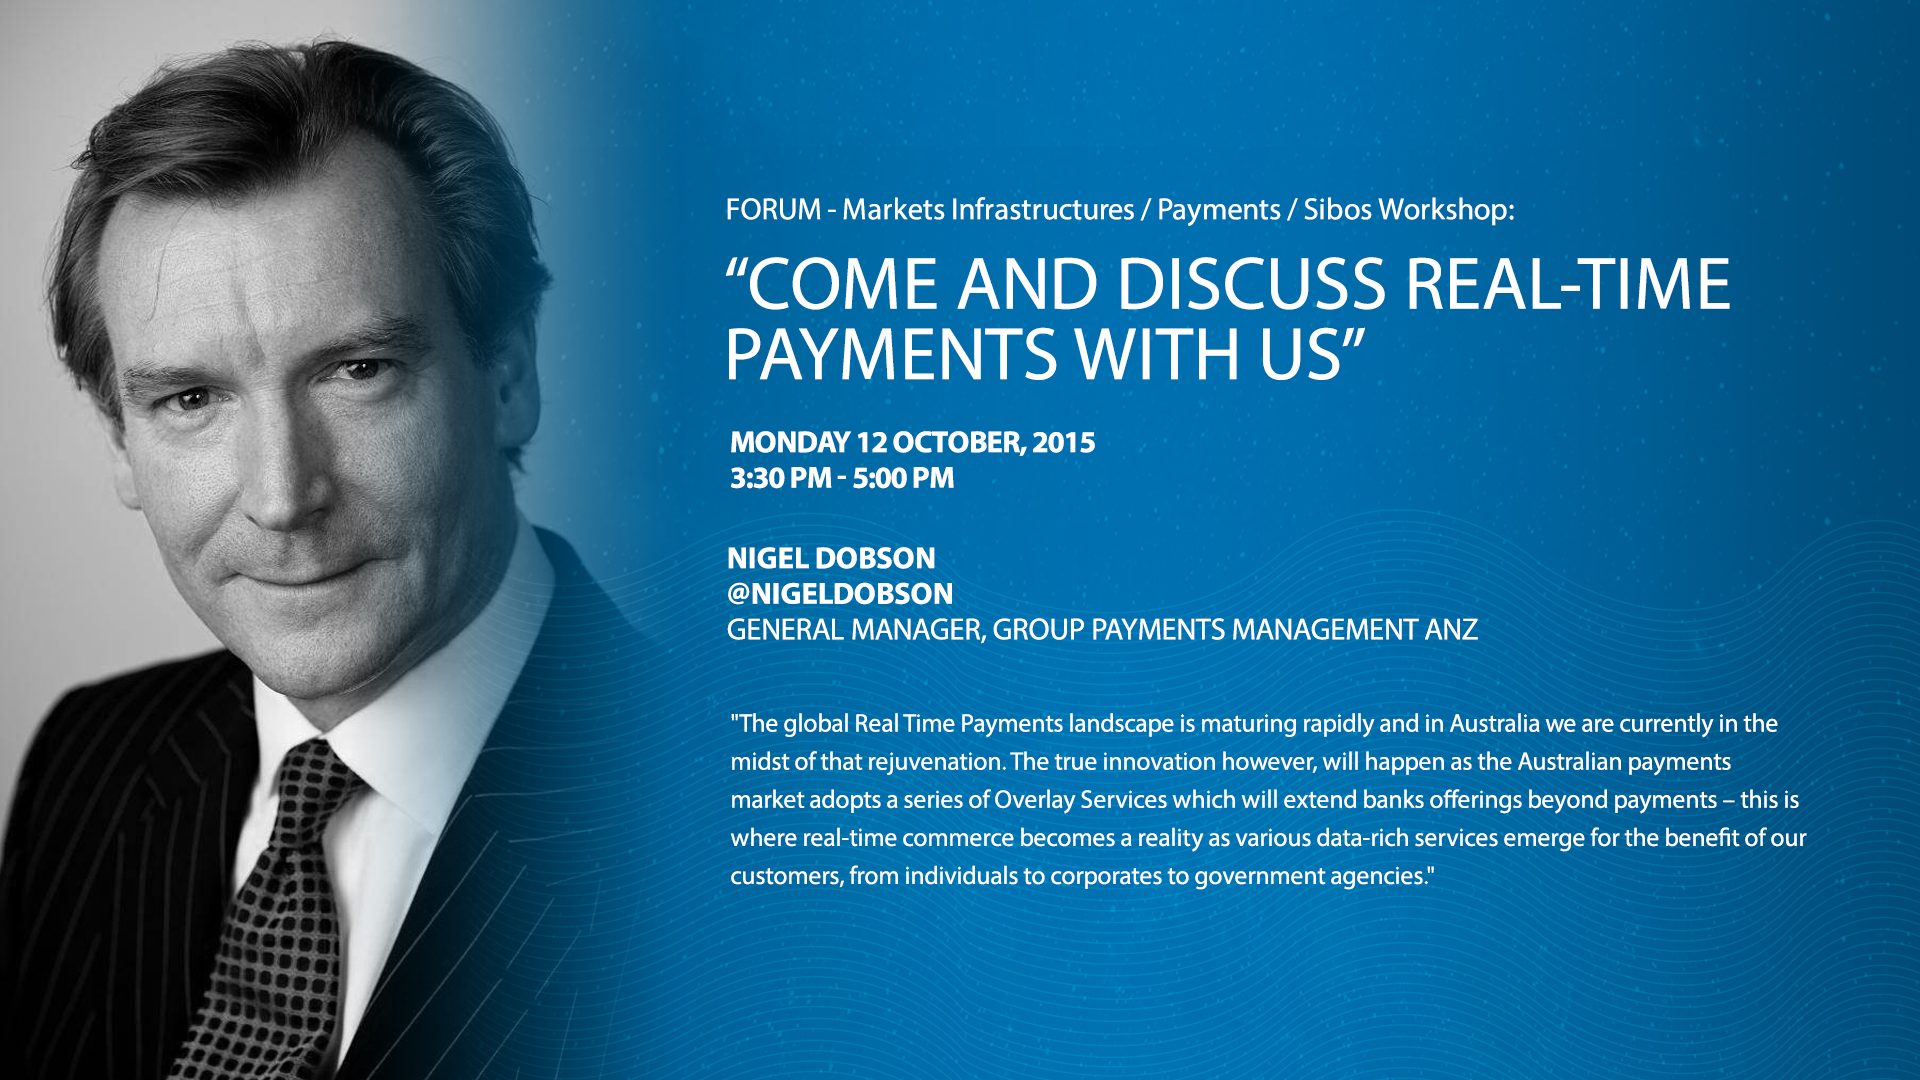 FORUM - Markets Infrastructures / Payments / Sibos Workshop:
“COME AND DISCUSS REAL-TIME
PAYMENTS WITH US”
MONDAY 12 OCTOBER, 2015
3:30 PM - 5:00 PM
NIGEL DOBSON
@NIGELDOBSON
GENERAL MANAGER, GROUP PAYMENTS MANAGEMENT ANZ
"The global Real Time Payments landscape is maturing rapidly and in Australia we are currently in the
midst of that rejuvenation. The true innovation however, will happen as the Australian payments
market adopts a series of Overlay Services which will extend banks offerings beyond payments – this is
where real-time commerce becomes a reality as various data-rich services emerge for the benefit of our
customers, from individuals to corporates to government agencies."